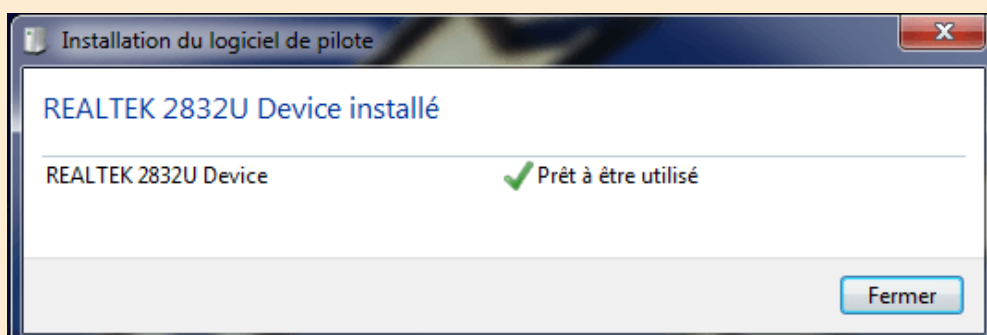 Installation du logiciel de pilote
REALTEK 2832U Device installé
REALTEK 2832U Device Prêt à être utilisé
Fermer